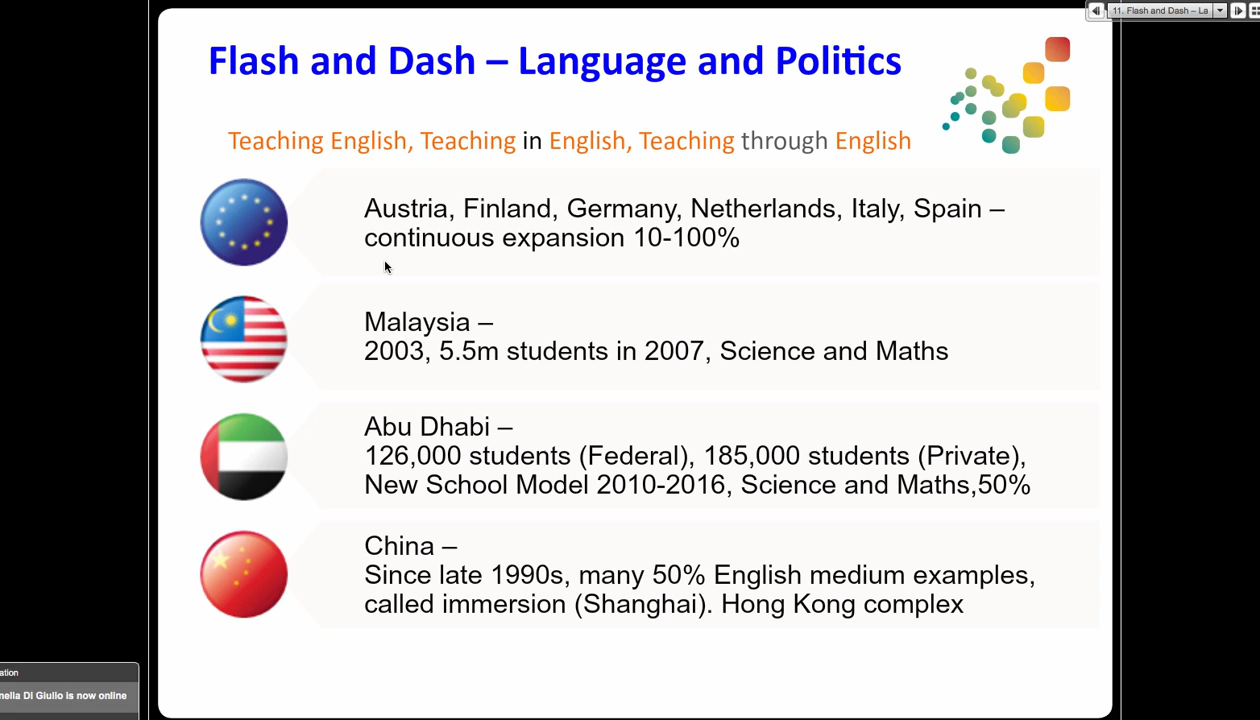 11. Flash and Dash – La
Flash and Dash – Language and Politics
Teaching English, Teaching in English, Teaching through English
Austria, Finland, Germany, Netherlands, Italy, Spain –
continuous expansion 10-100%
Malaysia –
2003, 5.5m students in 2007, Science and Maths
Abu Dhabi –
126,000 students (Federal), 185,000 students (Private),
New School Model 2010-2016, Science and Maths,50%
China –
Since late 1990s, many 50% English medium examples,
called immersion (Shanghai). Hong Kong complex
ation
nella Di Giulio is now online